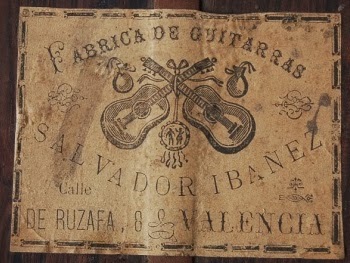 FABRICA DE GUITARRAS
SALVADOR IBAÑEZ
Calle
DE RUZAFA, 8 VALENCIA